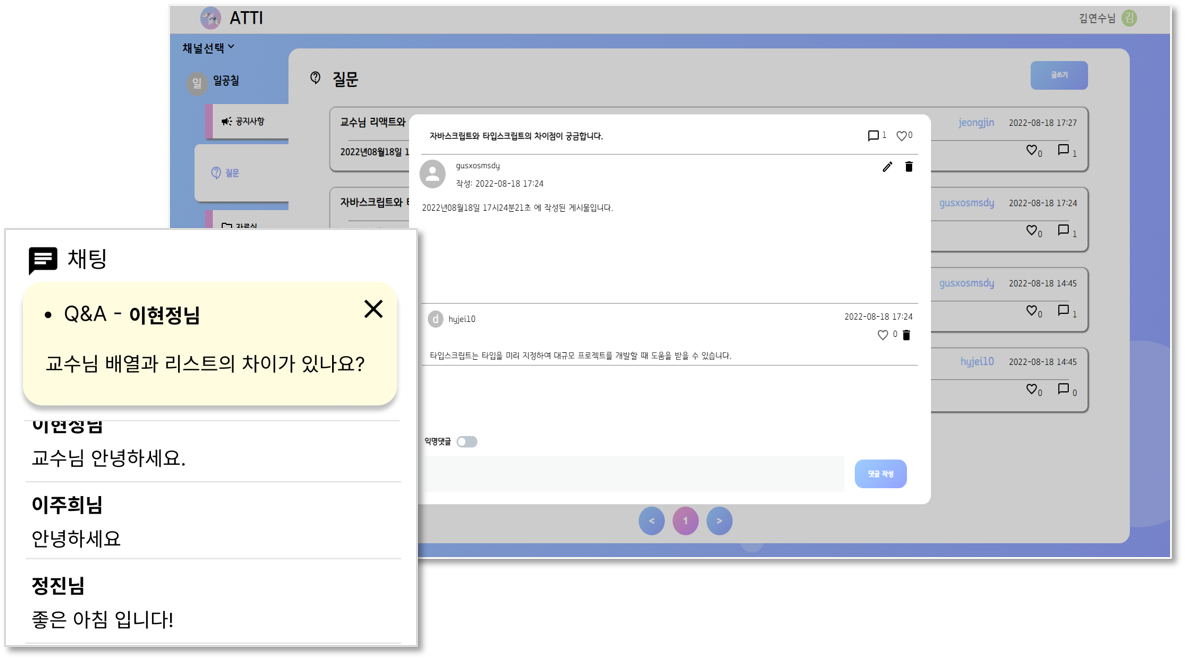 ATTI
김연수님 김
채널선택
일 일공칠
공지사항
질문
자료실
질문
글쓰기
교수님 리액트와
2022년08월18일 1
jeongjin 2022-08-18 17:27
0 1
자바스크립트와
gusxosmsdy 2022-08-18 17:24
0 1
gusxosmsdy 2022-08-18 14:45
0 1
hyjei10 2022-08-18 14:45
0 0
자바스크립트와 타입스크립트의 차이점이 궁금합니다.
1 0
gusxosmsdy
작성: 2022-08-18 17:24
2022년08월18일 17시24분21초 에 작성된 게시물입니다.
d hyjei10
2022-08-18 17:24
0
타입스크립트는 타입을 미리 지정하여 대규모 프로젝트를 개발할 때 도움을 받을 수 있습니다.
익명댓글
댓글 작성
< 1 >
채팅
• Q&A - 이현정님
교수님 배열과 리스트의 차이가 있나요?
이현정님
교수님 안녕하세요.
이주희님
안녕하세요
정진님
좋은 아침 입니다!